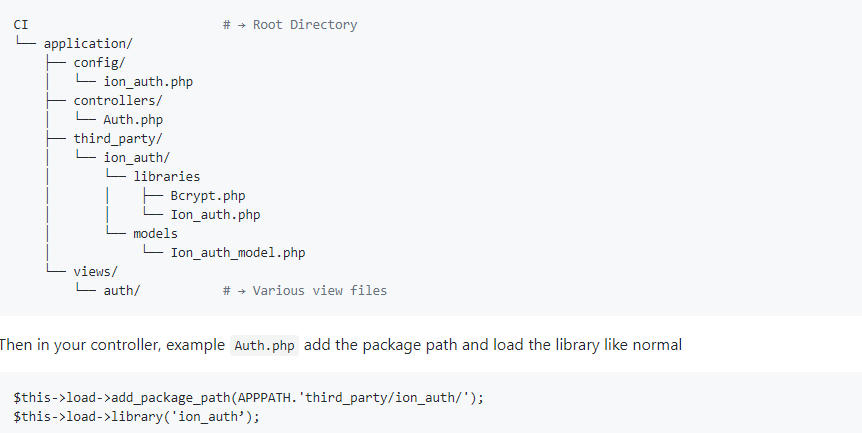 CI                          # → Root Directory
└── application/
    ├── config/
    │   └── ion_auth.php
    ├── controllers/
    │   └── Auth.php
    ├── third_party/
    │   └── ion_auth/
    │       └── libraries
    │       │   ├── Bcrypt.php
    │       │   └── Ion_auth.php
    │       └── models
    │           └── Ion_auth_model.php
    └── views/
        └── auth/           # → Various view files
Then in your controller, example Auth.php add the package path and load the library like normal
$this->load->add_package_path(APPPATH.'third_party/ion_auth/');
$this->load->library('ion_auth’);